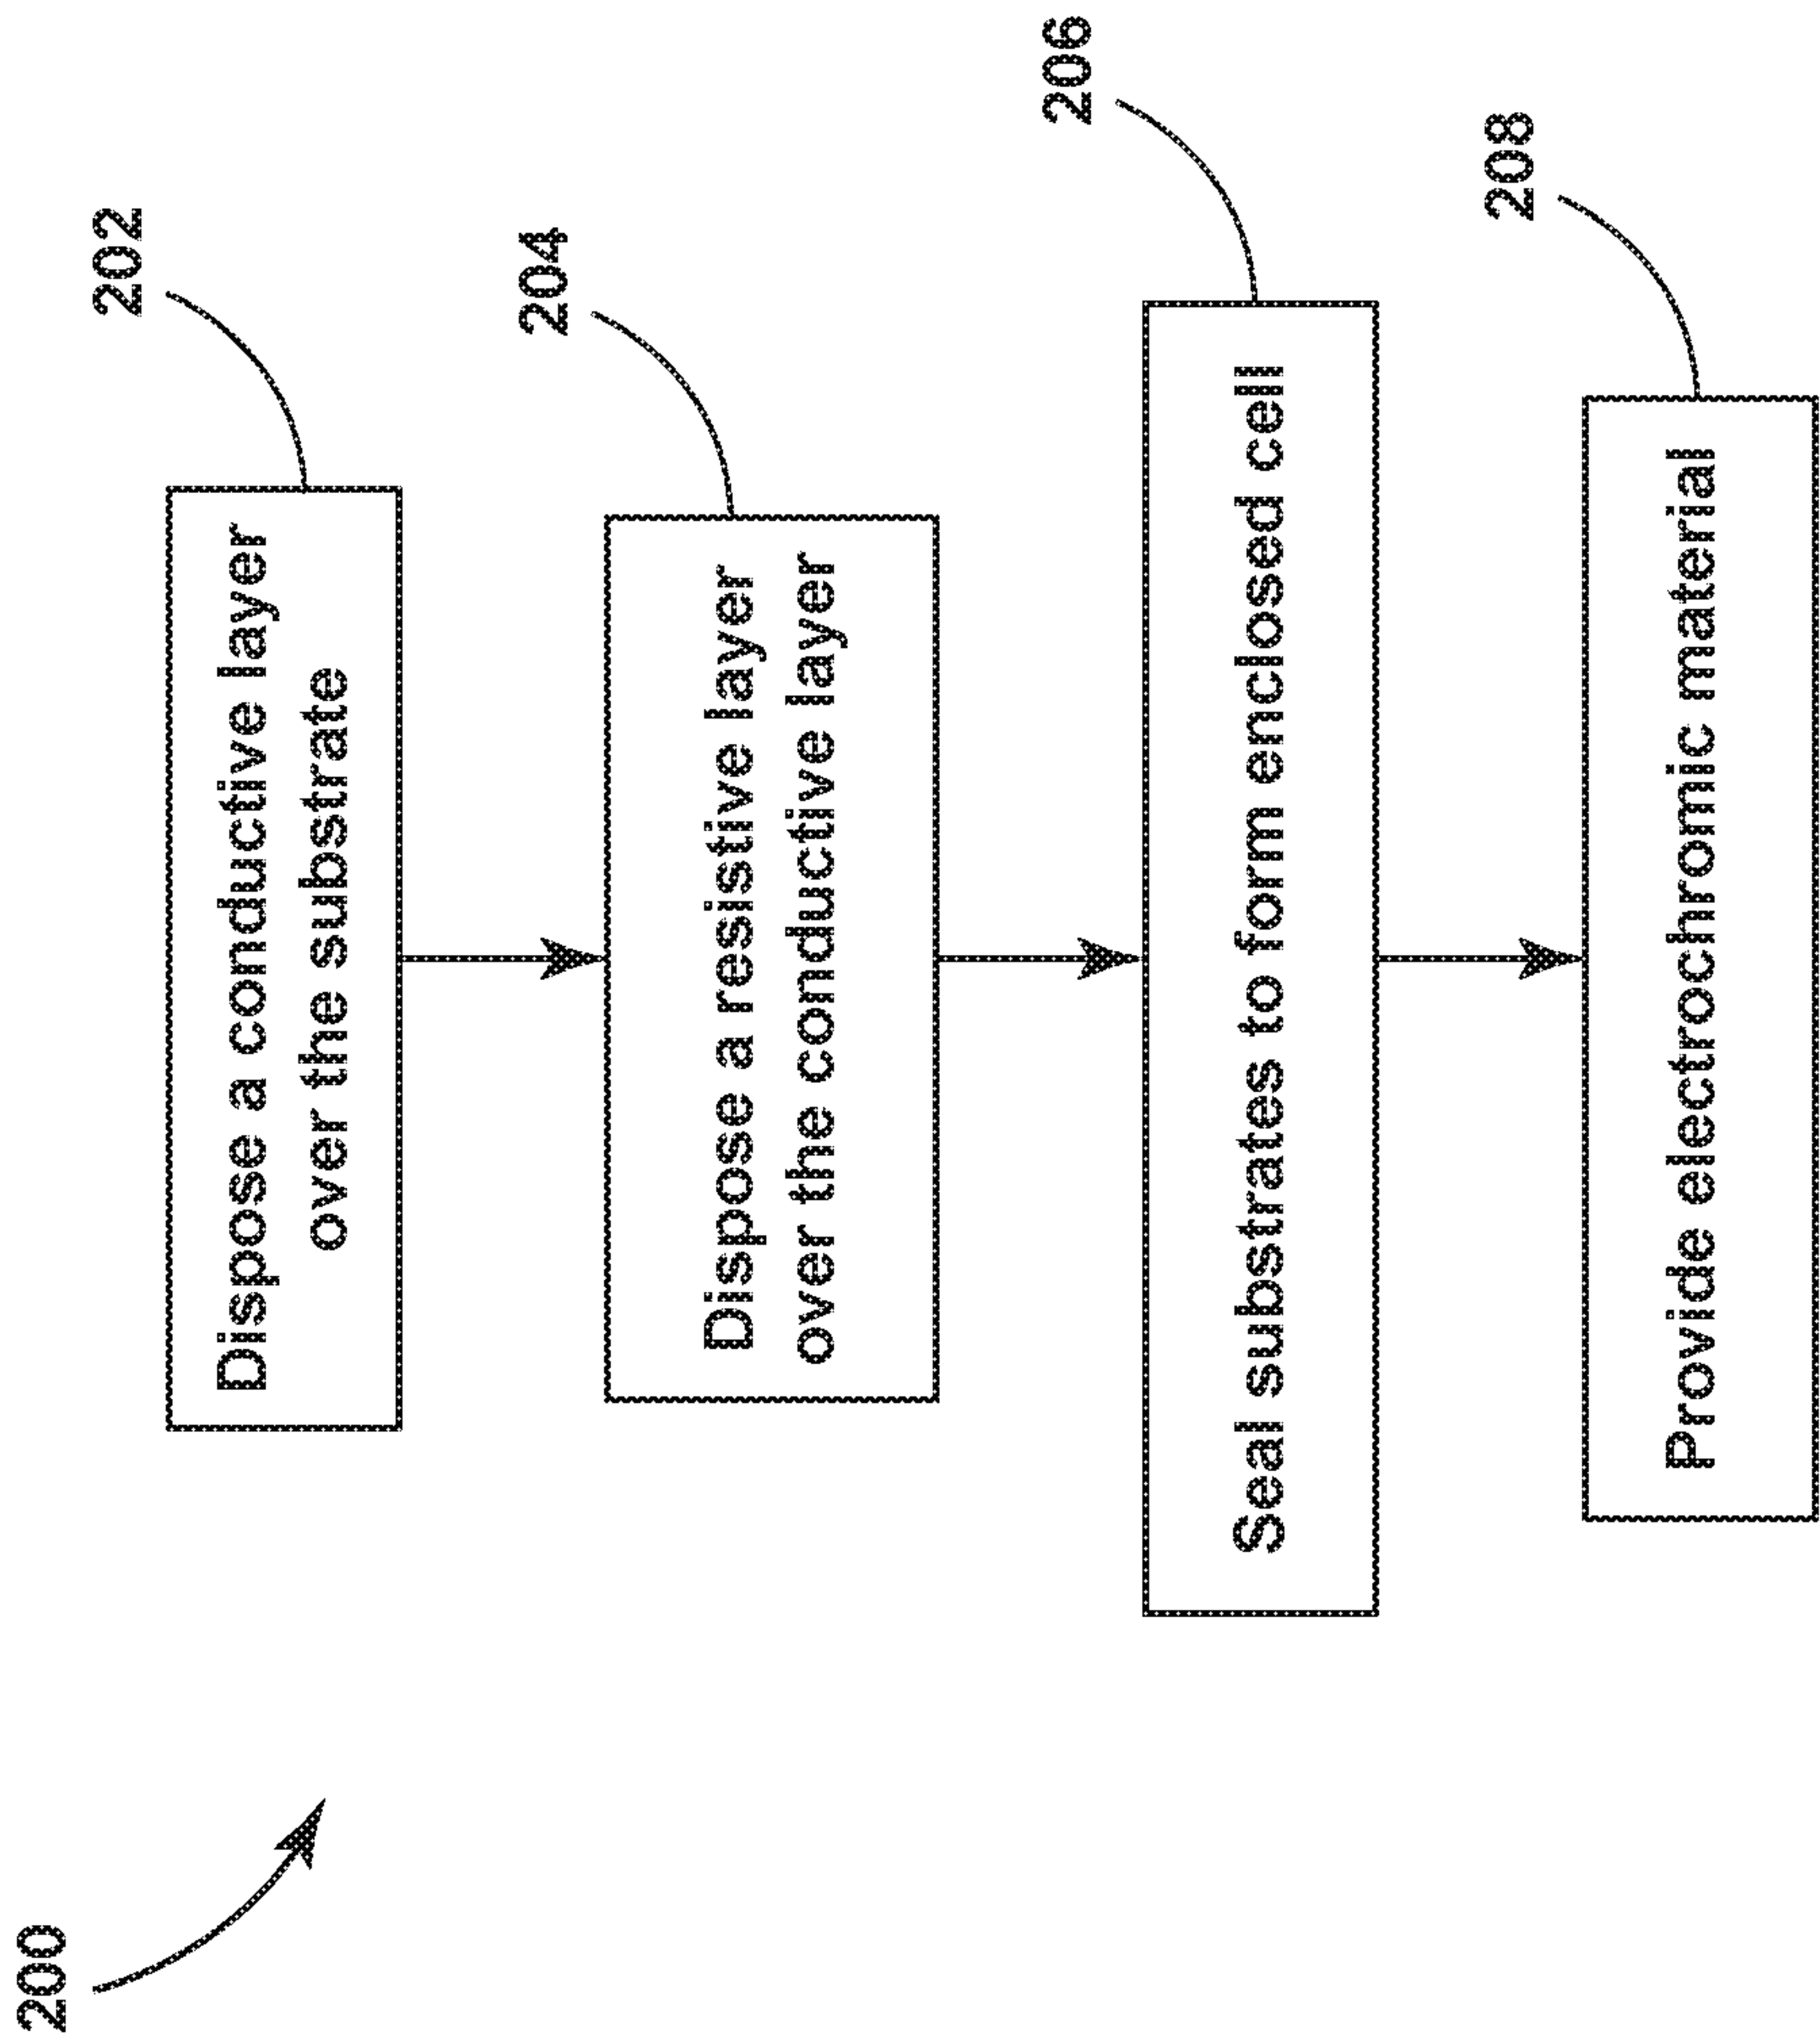 200
202
Dispose a conductive layer
over the substrate
204
Dispose a resistive layer
over the conductive layer
206
Seal substrates to form enclosed cell
208
Provide electrochromic material